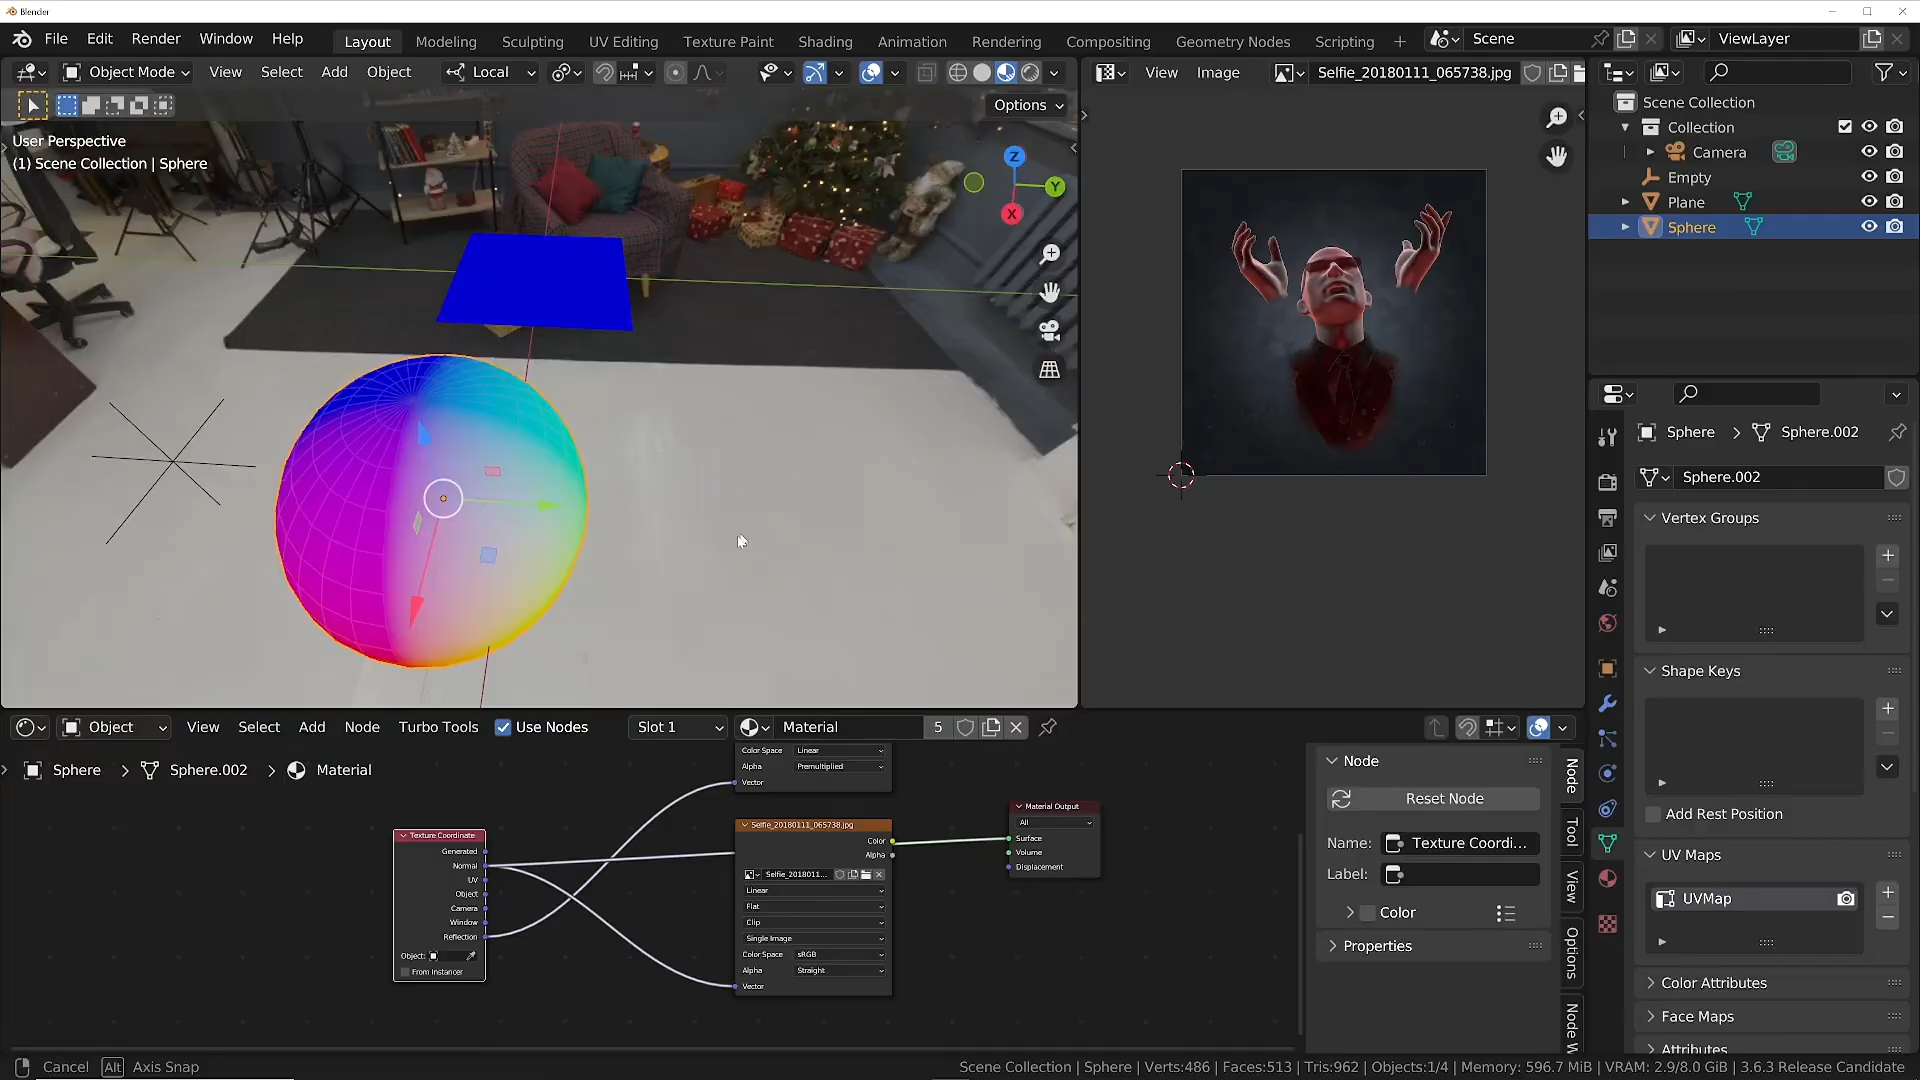 Blender
File Edit Render Window Help Layout Modeling Sculpting UV Editing Texture Paint Shading Animation Rendering Compositing Geometry Nodes Scripting + Scene ViewLayer
Object Mode View Select Add Object Local
View Image Selfie_20180111_065738.jpg
Options
User Perspective
(1) Scene Collection | Sphere
Z
Y
X
Scene Collection
Collection
Camera
Empty
Plane
Sphere
Sphere > Sphere.002
Sphere.002
Vertex Groups
Shape Keys
Add Rest Position
UV Maps
UVMap
Color Attributes
Face Maps
Attributes
Object View Select Add Node Turbo Tools Use Nodes Slot 1 Material 5
Sphere > Sphere.002 > Material
Color Space Linear
Alpha Premultiplied
Vector
Texture Coordinate
Generated
Normal
UV
Object
Camera
Window
Reflection
Object:
From Instancer
Selfie_20180111_065738.jpg
Color
Alpha
Selfie_2018011...
Linear
Flat
Clip
Single Image
Color Space sRGB
Alpha Straight
Vector
Material Output
All
Surface
Volume
Displacement
Node
Reset Node
Name: Texture Coordi...
Label:
Color
Properties
Node
Tool
View
Options
Node W
Cancel Alt Axis Snap
Scene Collection | Sphere | Verts:486 | Faces:513 | Tris:962 | Objects:1/4 | Memory: 596.7 MiB | VRAM: 2.9/8.0 GiB | 3.6.3 Release Candidate